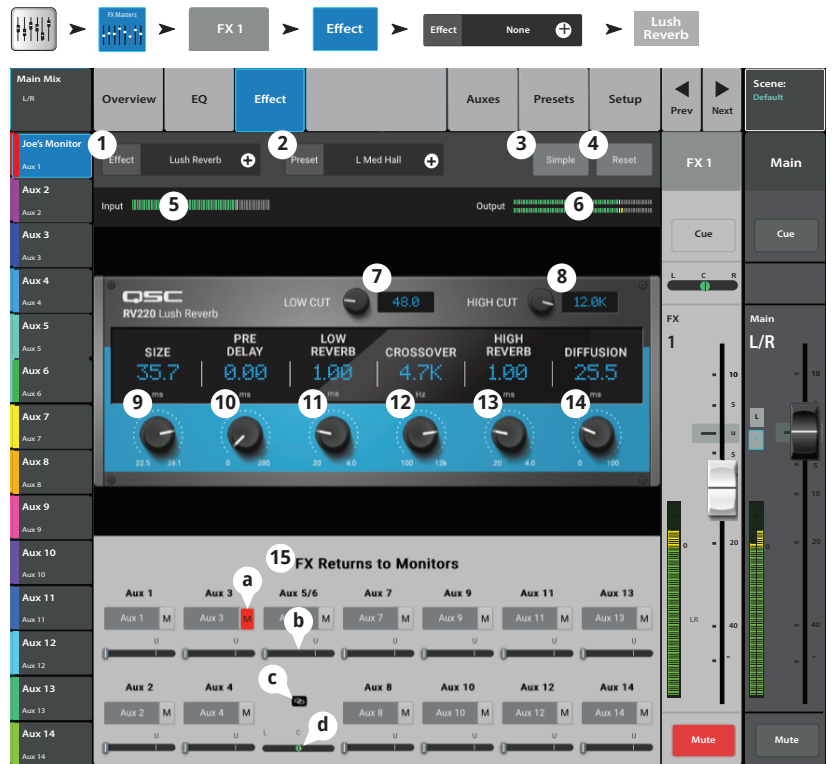 FX Masters
FX 1
Effect
Effect None
Lush
Reverb
Main Mix
L/R
Overview EQ Effect Auxes Presets Setup
Prev Next
Scene:
Default
Joe's Monitor
Aux 1
1 Effect Lush Reverb
2 Preset L Med Hall
3 Simple
4 Reset
FX 1
Main
Aux 2
Aux 2
Input 5
Output 6
Cue
Cue
Aux 3
Aux 3
Aux 4
Aux 4
L C R
QSC
RV220 Lush Reverb
7
LOW CUT 48.0
8
HIGH CUT 12.0K
FX
1
Main
L/R
Aux 5
Aux 5
SIZE
PRE
DELAY
LOW
REVERB
CROSSOVER
HIGH
REVERB
DIFFUSION
35.7 0.00 1.00 4.7K 1.00 25.5
ms ms Hz ms
9 10 11 12 13 14
22.5 39.1
0 200
.20 4.0
100 12k
.20 4.0
0 100
Aux 6
Aux 6
Aux 7
Aux 7
Aux 8
Aux 8
Aux 9
Aux 9
Aux 10
Aux 10
Aux 11
Aux 11
Aux 12
Aux 12
Aux 13
Aux 13
Aux 14
Aux 14
10
5
U
5
10
20
40
-
0
LR
L
10
5
10
20
40
-
0
15 FX Returns to Monitors
a
Aux 1 Aux 3 Aux 5/6 Aux 7 Aux 9 Aux 11 Aux 13
Aux 1 M Aux 3 M M Aux 7 M Aux 9 M Aux 11 M Aux 13 M
b
U U U U U U U
c
Aux 2 Aux 4 Aux 8 Aux 10 Aux 12 Aux 14
Aux 2 M Aux 4 M Aux 8 M Aux 10 M Aux 12 M Aux 14 M
d
U U L C U U U U
Mute
Mute